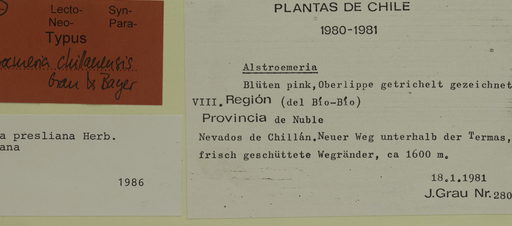 Lecto- Syn-
Neo- Para-
Typus
chillanensis
Grau & Bayer
a presliana Herb.
ana
1986
PLANTAS DE CHILE
1980-1981
Alstroemeria
Blüten pink, Oberlippe getrichelt gezeichnet
VIII. Región (del Bío-Bío)
Provincia de Nuble
Nevados de Chillán. Neuer Weg unterhalb der Termas,
frisch geschüttete Wegränder, ca 1600 m.
18.1.1981
J.Grau Nr. 280